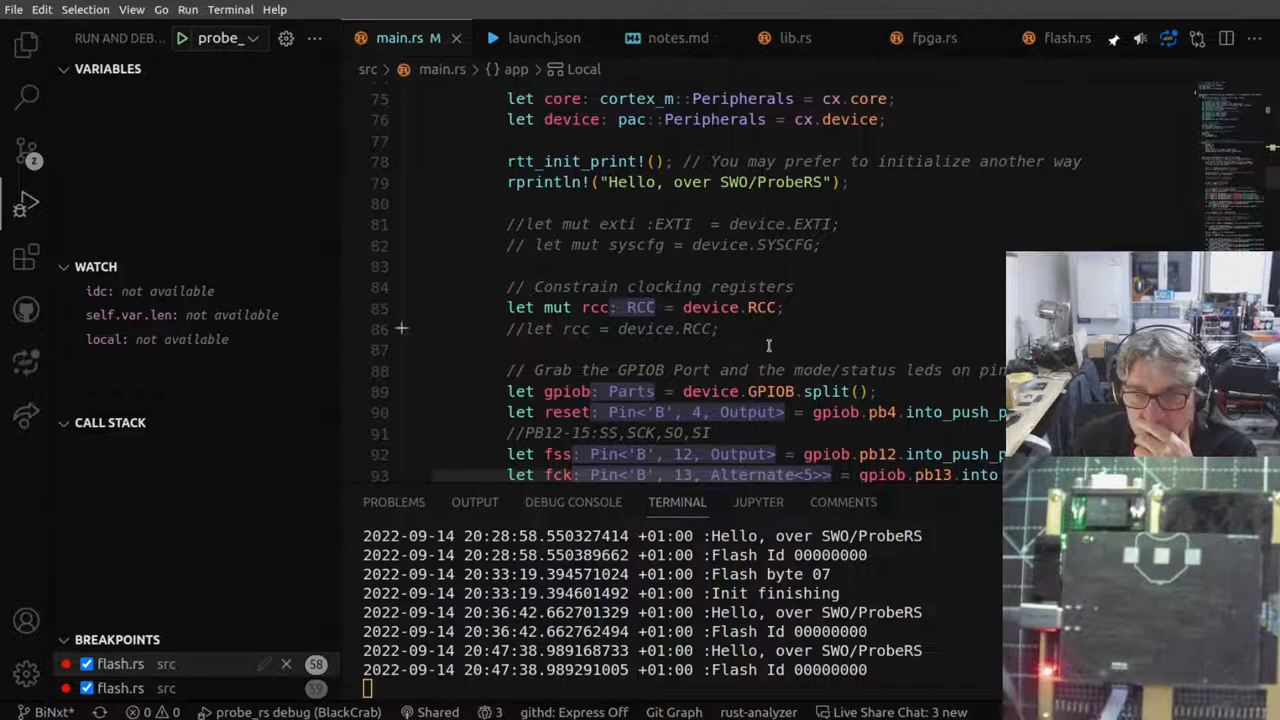 File Edit Selection View Go Run Terminal Help
RUN AND DEB... probe_
main.rs M launch.json notes.md lib.rs fpga.rs flash.rs
src main.rs {} app Local
VARIABLES
WATCH
idc: not available
self.var.len: not available
local: not available
CALL STACK
BREAKPOINTS
flash.rs src 58
flash.rs src 59
2
75 let core: cortex_m::Peripherals = cx.core;
76 let device: pac::Peripherals = cx.device;
77
78 rtt_init_print!(); // You may prefer to initialize another way
79 rprintln!("Hello, over SWO/ProbeRS");
80
81 //let mut exti :EXTI  = device.EXTI;
82 // let mut syscfg = device.SYSCFG;
83
84 // Constrain clocking registers
85 let mut rcc: RCC = device.RCC;
86 //let rcc = device.RCC;
87
88 // Grab the GPIOB Port and the mode/status leds on pin
89 let gpiob: Parts = device.GPIOB.split();
90 let reset: Pin<'B', 4, Output> = gpiob.pb4.into_push_p
91 //PB12-15:SS,SCK,SO,SI
92 let fss: Pin<'B', 12, Output> = gpiob.pb12.into_push_p
93 let fck: Pin<'B', 13, Alternate<5>> = gpiob.pb13.into
PROBLEMS OUTPUT DEBUG CONSOLE TERMINAL JUPYTER COMMENTS
2022-09-14 20:28:58.550327414 +01:00 :Hello, over SWO/ProbeRS
2022-09-14 20:28:58.550389662 +01:00 :Flash Id 00000000
2022-09-14 20:33:19.394571024 +01:00 :Flash byte 07
2022-09-14 20:33:19.394601492 +01:00 :Init finishing
2022-09-14 20:36:42.662701329 +01:00 :Hello, over SWO/ProbeRS
2022-09-14 20:36:42.662762494 +01:00 :Flash Id 00000000
2022-09-14 20:47:38.989168733 +01:00 :Hello, over SWO/ProbeRS
2022-09-14 20:47:38.989291005 +01:00 :Flash Id 00000000
BiNxt* 0 0 probe_rs debug (BlackCrab) Shared 3 githd: Express Off Git Graph rust-analyzer Live Share Chat: 3 new